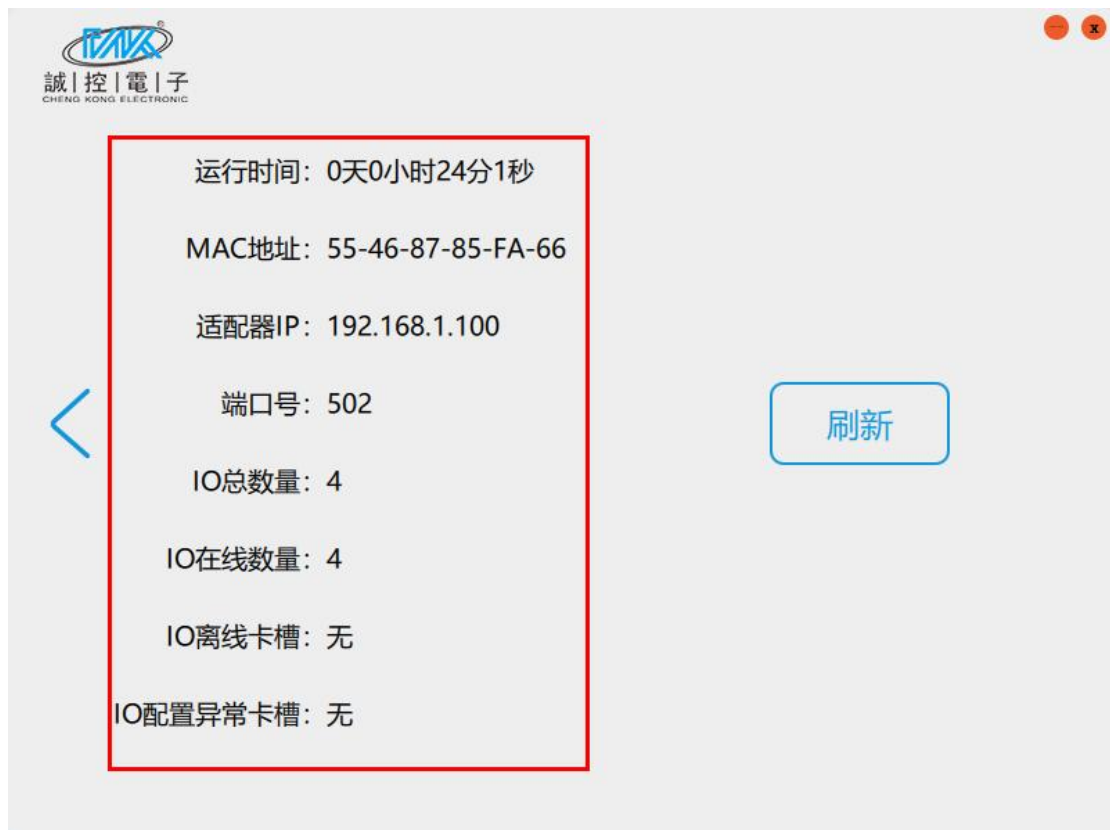 誠|控|電|子
CHENG KONG ELECTRONIC
x
运行时间：0天0小时24分1秒
MAC地址：55-46-87-85-FA-66
适配器IP：192.168.1.100
端口号：502
刷新
IO总数量：4
IO在线数量：4
IO离线卡槽：无
IO配置异常卡槽：无